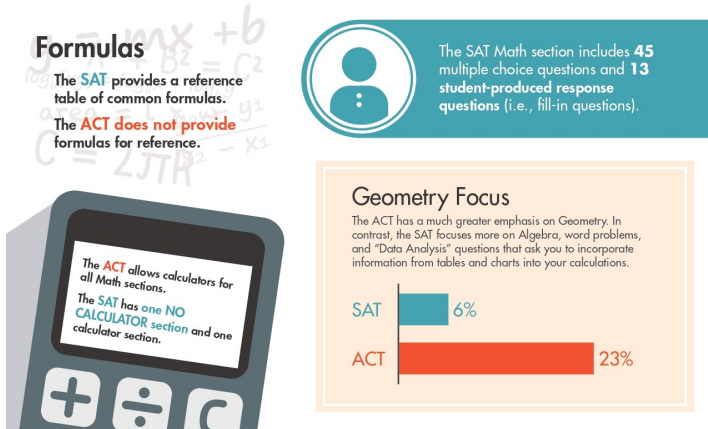 Formulas
The SAT provides a reference
table of common formulas.
The ACT does not provide
formulas for reference.
The SAT Math section includes 45
multiple choice questions and 13
student-produced response
questions (i.e., fill-in questions).
The ACT allows calculators for
all Math sections.
The SAT has one NO
CALCULATOR section and one
calculator section.
+ ÷ C
Geometry Focus
The ACT has a much greater emphasis on Geometry. In
contrast, the SAT focuses more on Algebra, word problems,
and “Data Analysis” questions that ask you to incorporate
information from tables and charts into your calculations.
SAT 6%
ACT 23%